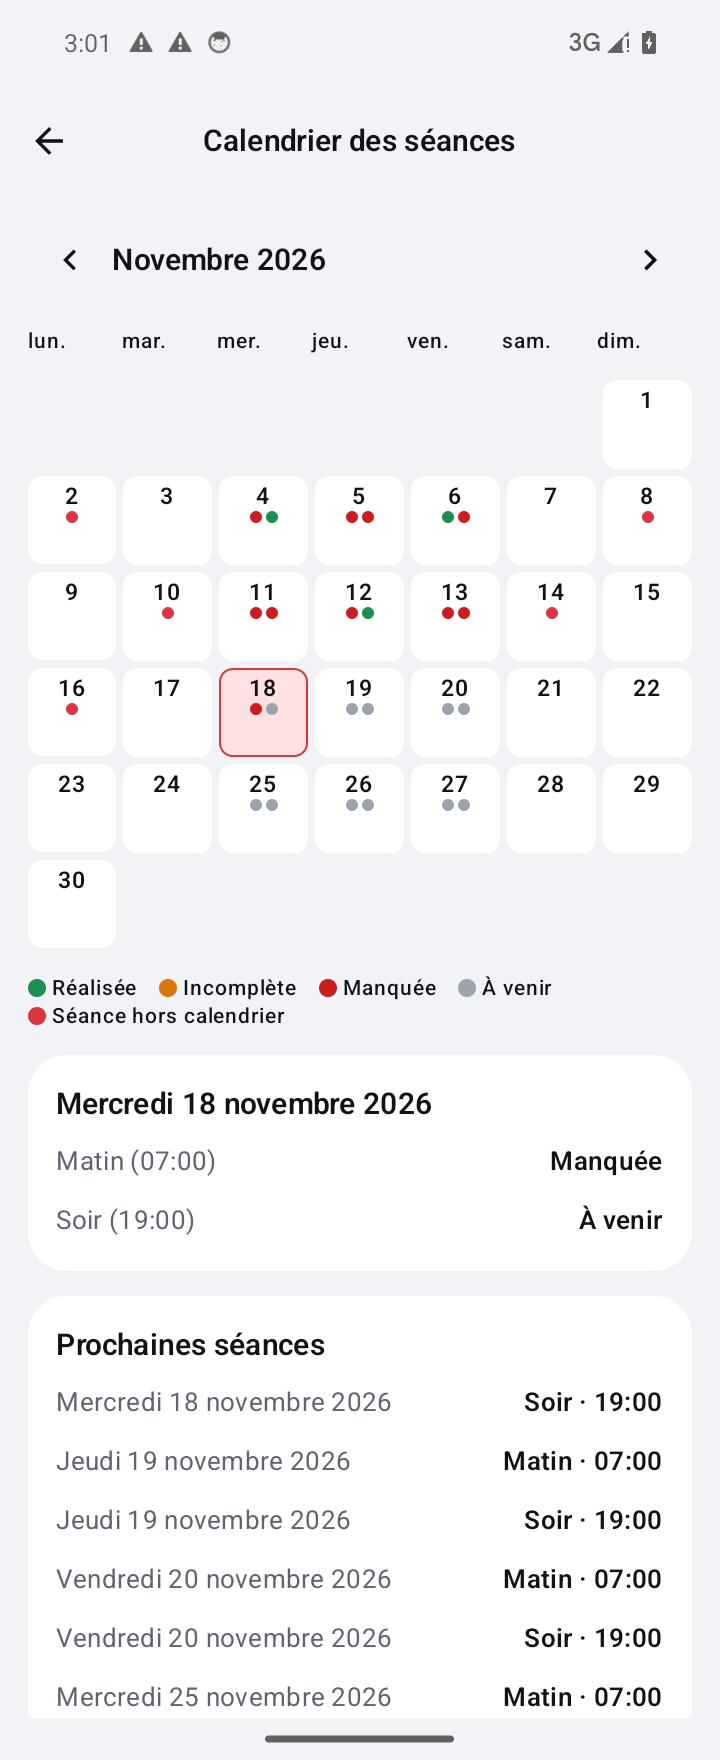 3:01 3G
Calendrier des séances
Novembre 2026
lun. mar. mer. jeu. ven. sam. dim.
1
2 3 4 5 6 7 8
9 10 11 12 13 14 15
16 17 18 19 20 21 22
23 24 25 26 27 28 29
30
Réalisée Incomplète Manquée À venir
Séance hors calendrier
Mercredi 18 novembre 2026
Matin (07:00) Manquée
Soir (19:00) À venir
Prochaines séances
Mercredi 18 novembre 2026 Soir · 19:00
Jeudi 19 novembre 2026 Matin · 07:00
Jeudi 19 novembre 2026 Soir · 19:00
Vendredi 20 novembre 2026 Matin · 07:00
Vendredi 20 novembre 2026 Soir · 19:00
Mercredi 25 novembre 2026 Matin · 07:00